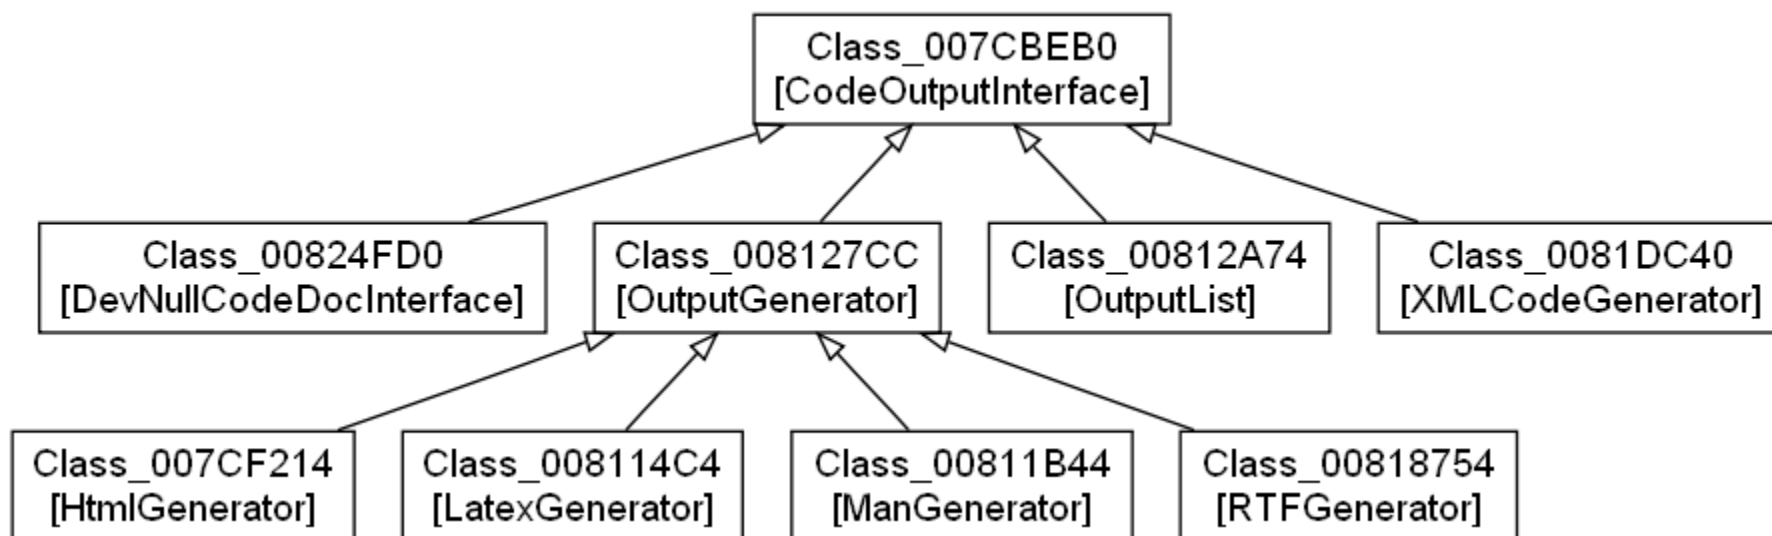 Class_007CBEB0
[CodeOutputInterface]
Class_00824FD0
[DevNullCodeDocInterface]
Class_008127CC
[OutputGenerator]
Class_00812A74
[OutputList]
Class_0081DC40
[XMLCodeGenerator]
Class_007CF214
[HtmlGenerator]
Class_008114C4
[LatexGenerator]
Class_00811B44
[ManGenerator]
Class_00818754
[RTFGenerator]